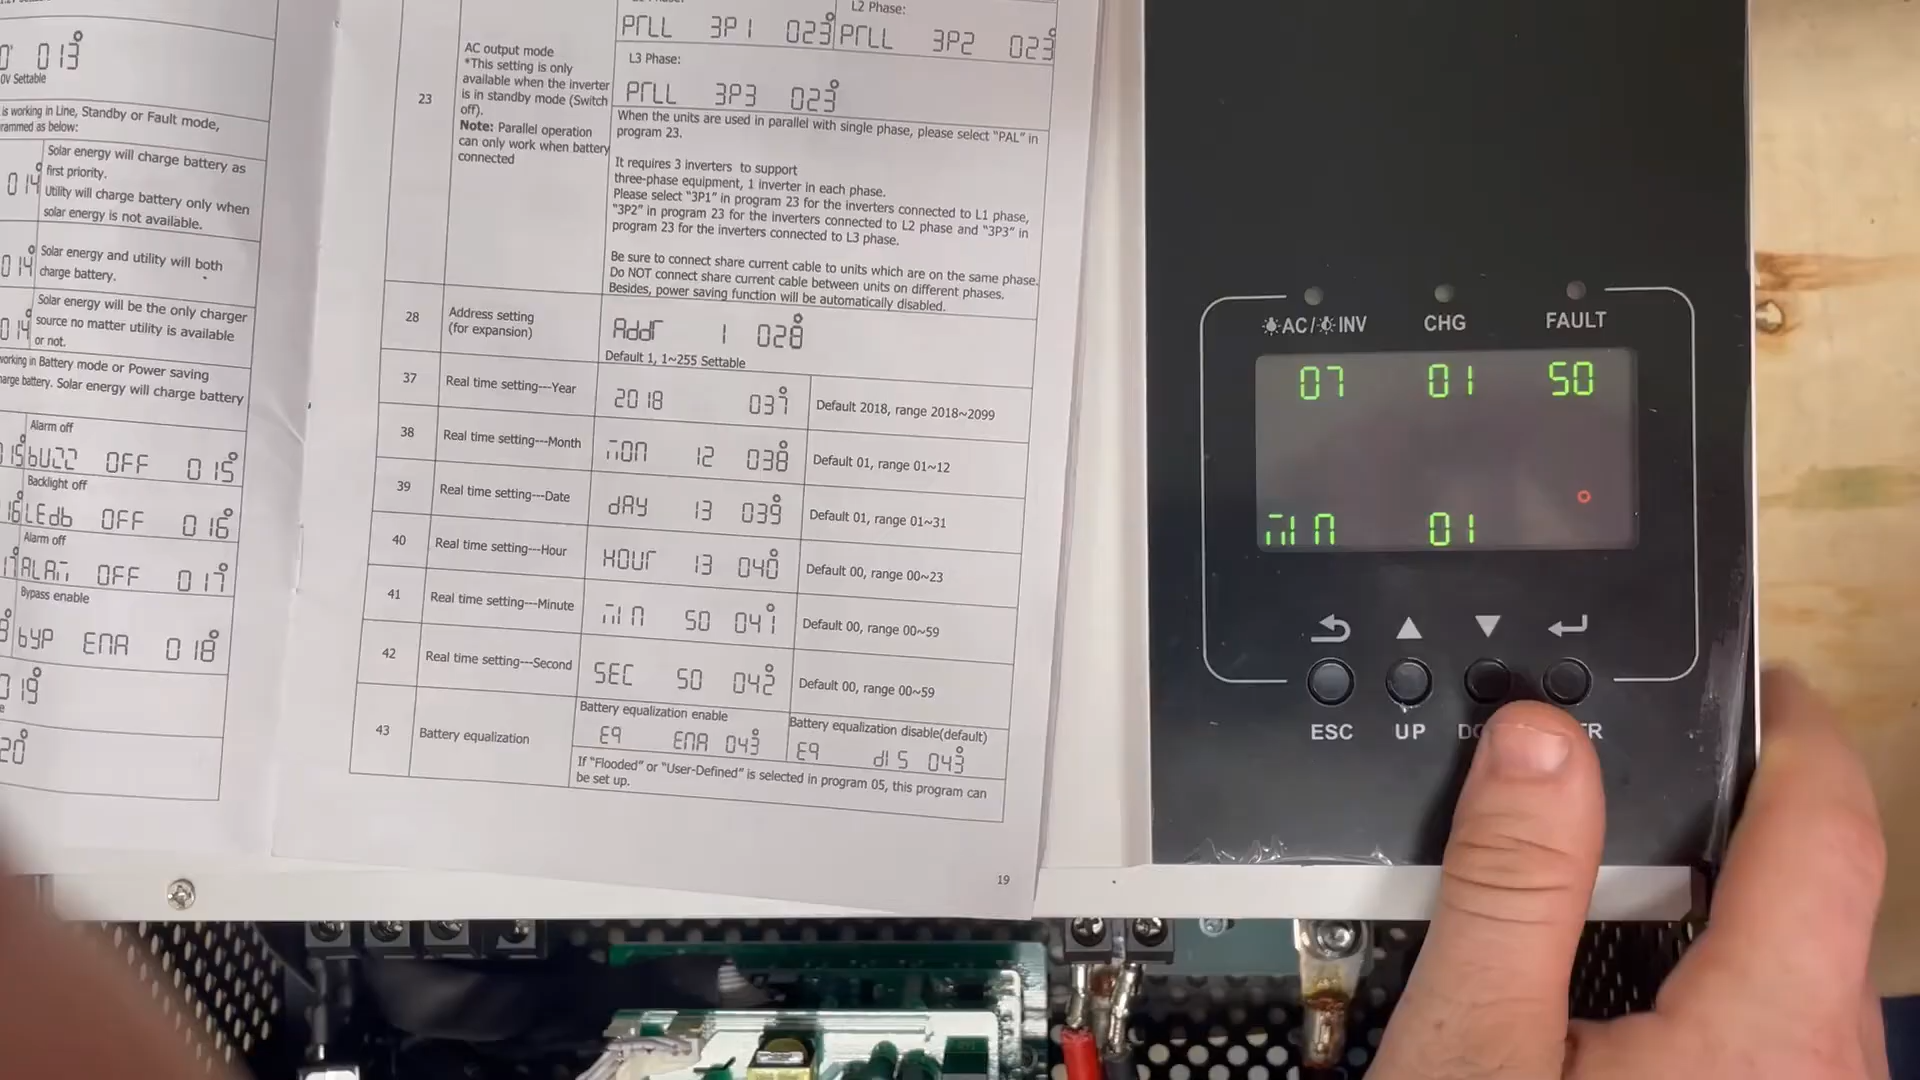 013
0V Settable
is working in Line, Standby or Fault mode,
rammed as below:
014
Solar energy will charge battery as
first priority.
Utility will charge battery only when
solar energy is not available.
014
Solar energy and utility will both
charge battery.
014
Solar energy will be the only charger
source no matter utility is available
or not.
working in Battery mode or Power saving
harge battery. Solar energy will charge battery
Alarm off
bUZZ OFF 015
Backlight off
LEdb OFF 016
Alarm off
ALAM OFF 017
Bypass enable
byP ENA 018
019
20
L2 Phase:
PrLL 3P1 023
PrLL 3P2 023
L3 Phase:
PrLL 3P3 023
23
AC output mode
*This setting is only
available when the inverter
is in standby mode (Switch
off).
Note: Parallel operation
can only work when battery
connected
When the units are used in parallel with single phase, please select "PAL" in
program 23.
It requires 3 inverters to support
three-phase equipment, 1 inverter in each phase.
Please select "3P1" in program 23 for the inverters connected to L1 phase,
"3P2" in program 23 for the inverters connected to L2 phase and "3P3" in
program 23 for the inverters connected to L3 phase.
Be sure to connect share current cable to units which are on the same phase.
Do NOT connect share current cable between units on different phases.
Besides, power saving function will be automatically disabled.
28
Address setting
(for expansion)
Addr 1 028
Default 1, 1~255 Settable
37
Real time setting---Year
2018 037
Default 2018, range 2018~2099
38
Real time setting---Month
MON 12 038
Default 01, range 01~12
39
Real time setting---Date
dAY 13 039
Default 01, range 01~31
40
Real time setting---Hour
HOUr 13 040
Default 00, range 00~23
41
Real time setting---Minute
MIN 50 041
Default 00, range 00~59
42
Real time setting---Second
SEC 50 042
Default 00, range 00~59
43
Battery equalization
Battery equalization enable
Eq ENA 043
Battery equalization disable(default)
Eq dIS 043
If "Flooded" or "User-Defined" is selected in program 05, this program can
be set up.
19
AC/ INV CHG FAULT
07 01 50
MIN 01
ESC UP